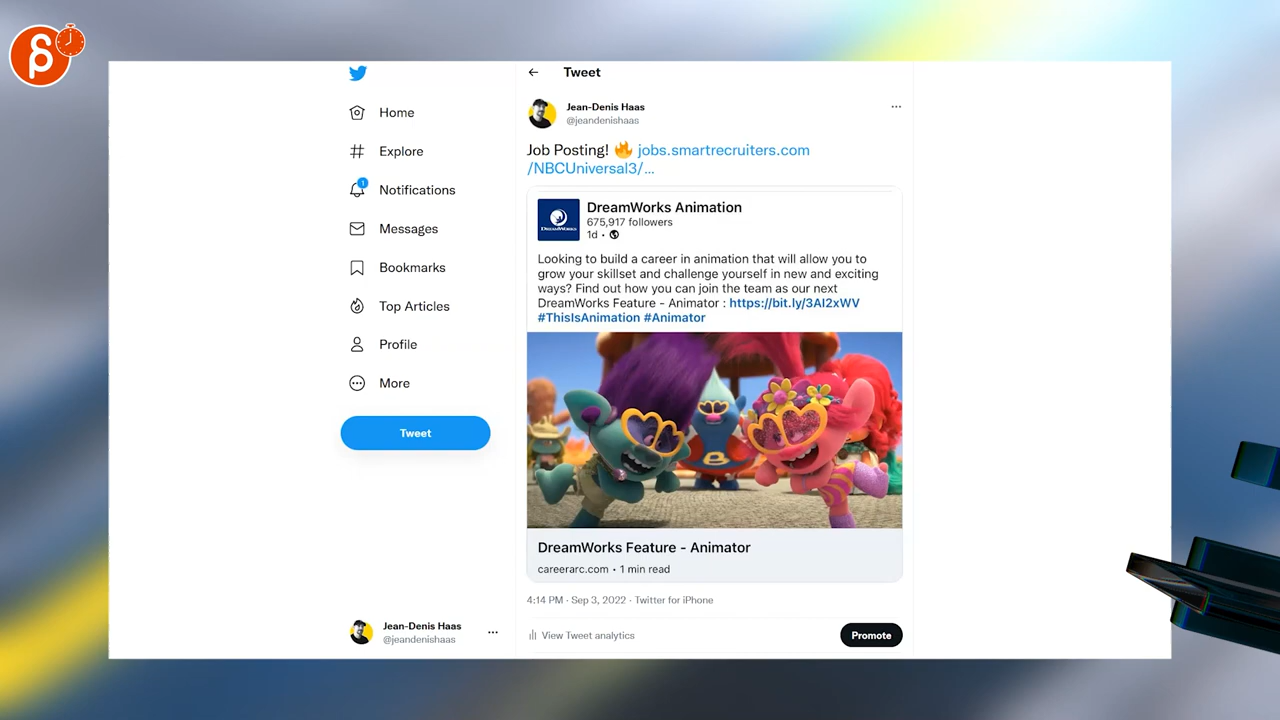 Tweet
Jean-Denis Haas
@jeandenishaas
Home
Explore
1
Notifications
Messages
Bookmarks
Top Articles
Profile
More
Tweet
Jean-Denis Haas
@jeandenishaas
Job Posting! 🔥 jobs.smartrecruiters.com
/NBCUniversal3/...
DreamWorks Animation
675,917 followers
1d •
DREAMWORKS
Looking to build a career in animation that will allow you to
grow your skillset and challenge yourself in new and exciting
ways? Find out how you can join the team as our next
DreamWorks Feature - Animator : https://bit.ly/3AI2xWV
#ThisIsAnimation #Animator
DreamWorks Feature - Animator
careerarc.com • 1 min read
4:14 PM · Sep 3, 2022 · Twitter for iPhone
View Tweet analytics
Promote